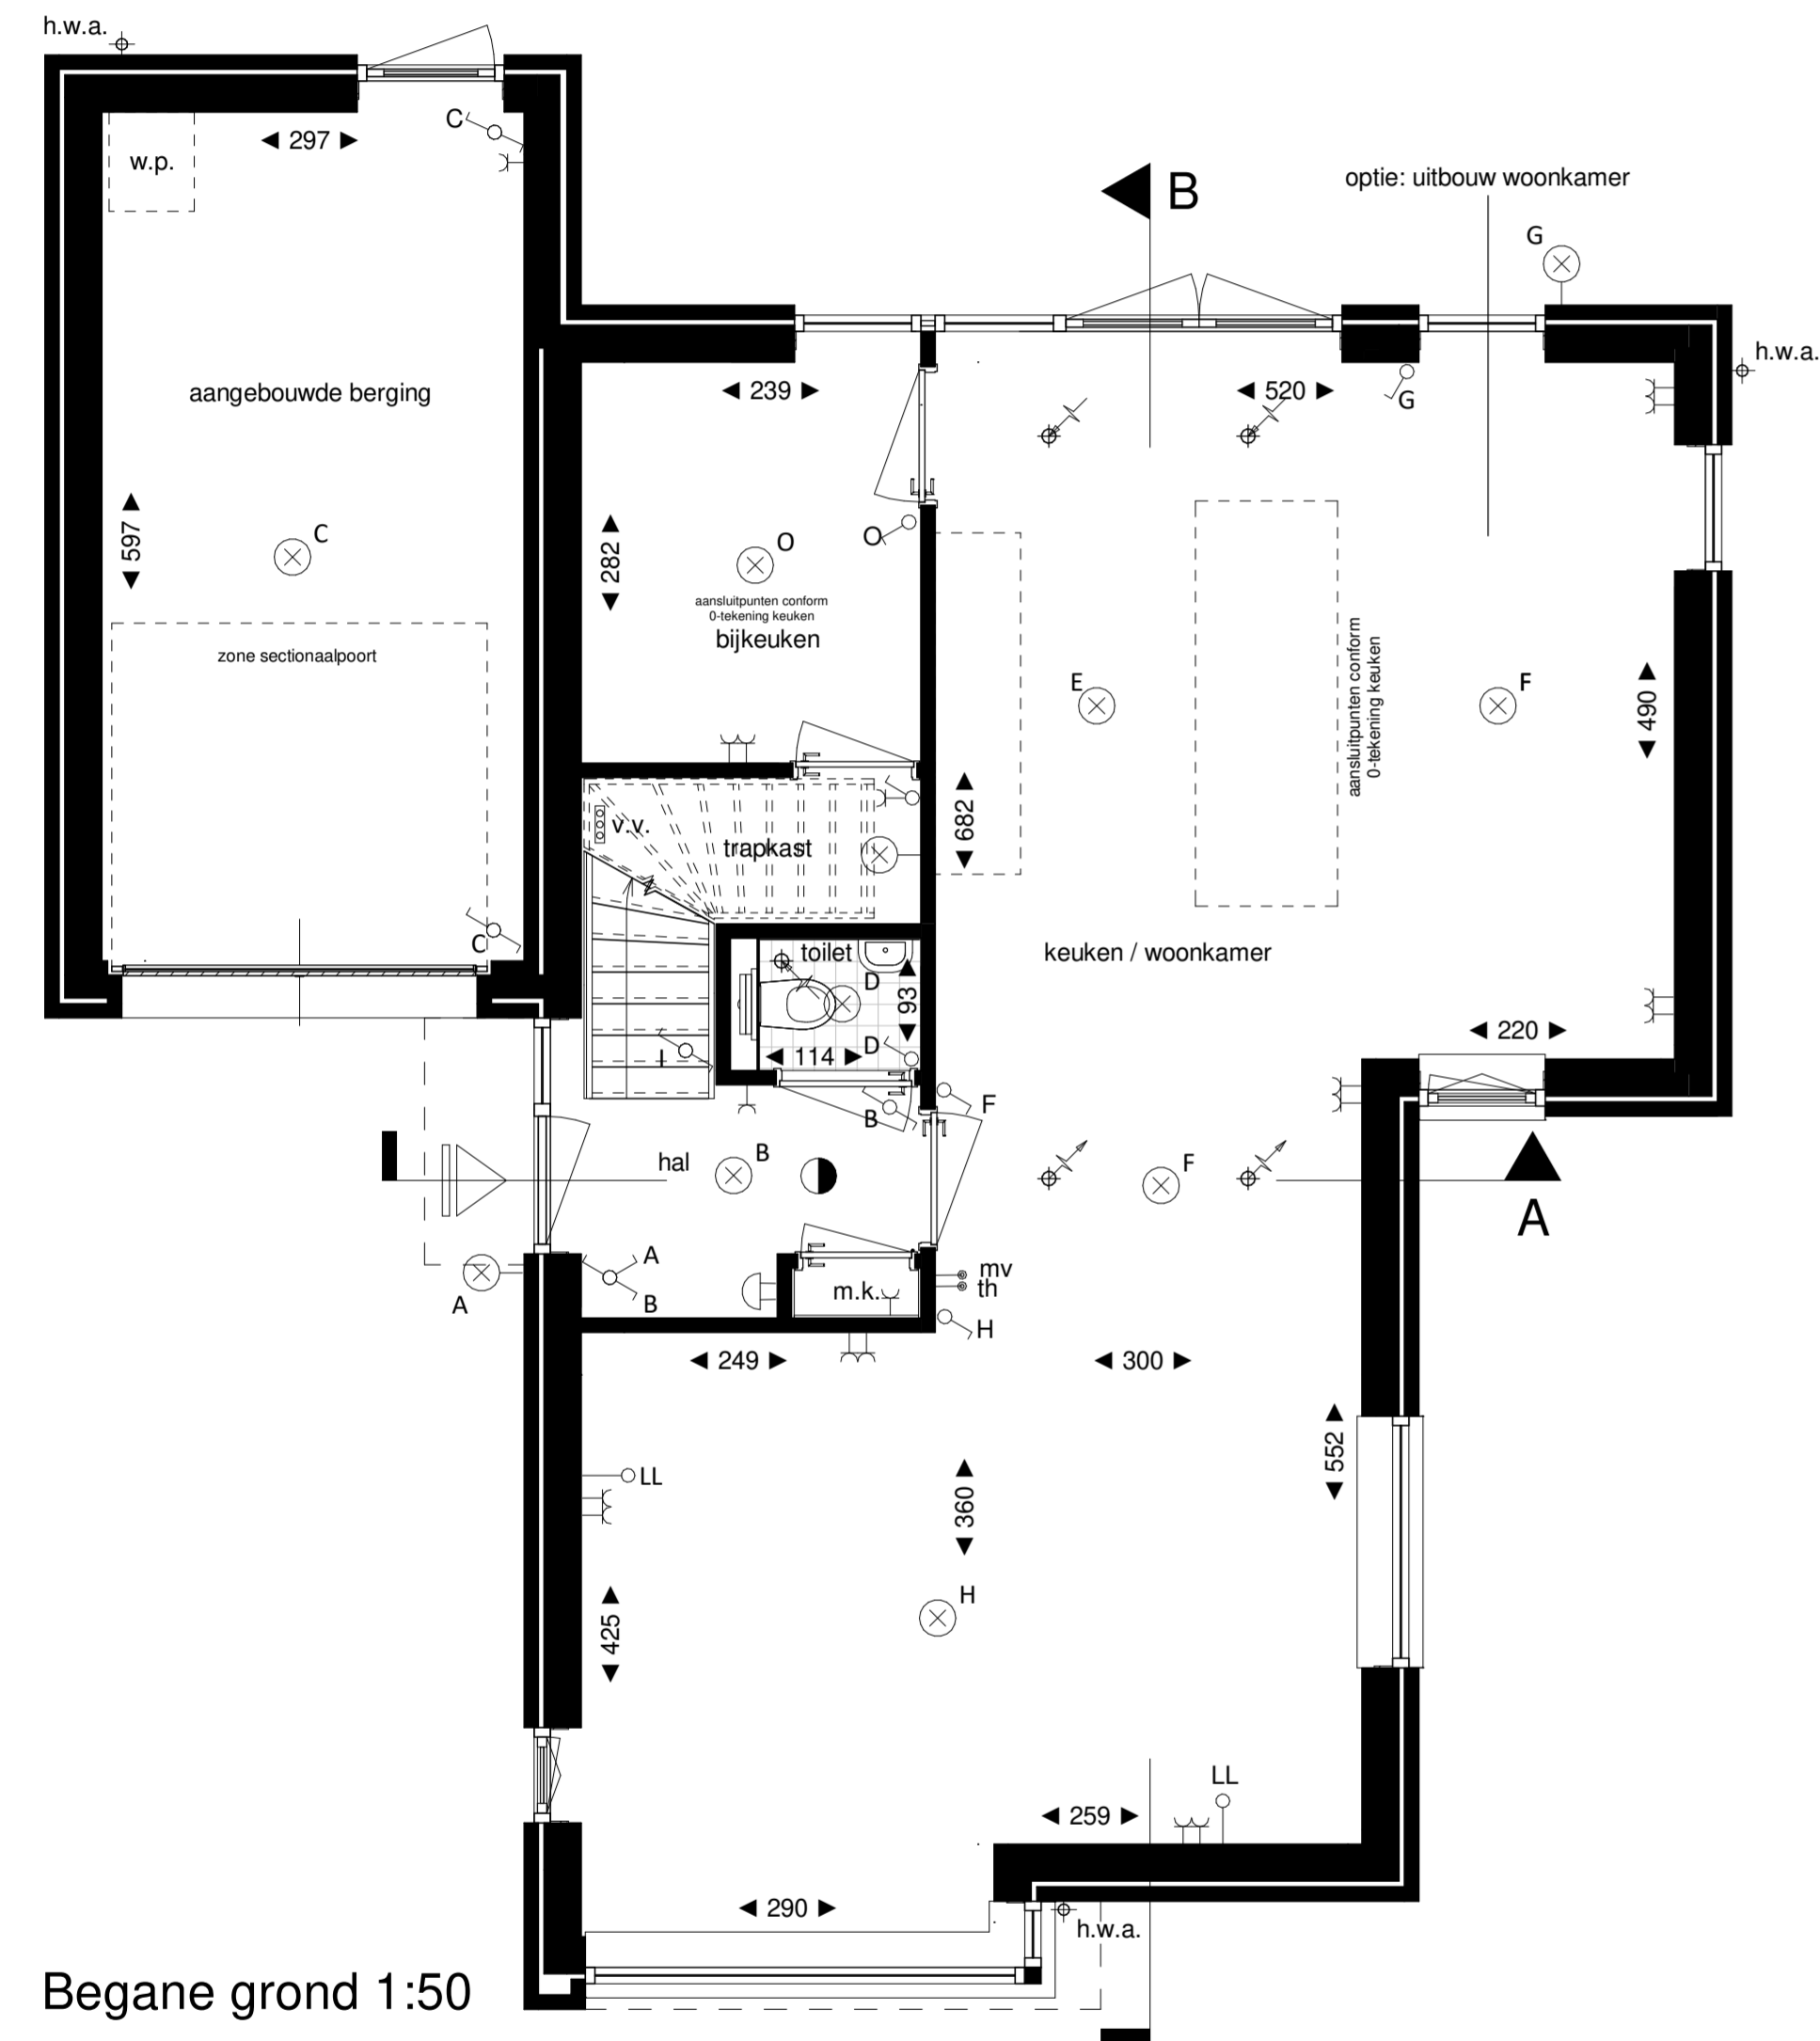 h.w.a.
C
◄ 297 ►
w.p.
B
optie: uitbouw woonkamer
G
h.w.a.
aangebouwde berging
◄ 239 ►
◄ 520 ►
G
◄ 597 ►
C
◄ 282 ►
O
O
aansluitpunten conform
0-tekening keuken
bijkeuken
zone sectionaalpoort
E
aansluitpunten conform
0-tekening keuken
F
◄ 490 ►
v.v.
trapkast
◄ 682 ►
C
toilet
D
◄ 93 ►
keuken / woonkamer
◄ 114 ►
D
I
◄ 220 ►
B
F
hal
B
F
A
A
B
A
m.k.
mv
th
H
◄ 249 ►
◄ 300 ►
LL
◄ 360 ►
◄ 552 ►
H
◄ 425 ►
LL
◄ 259 ►
◄ 290 ►
h.w.a.
Begane grond 1:50